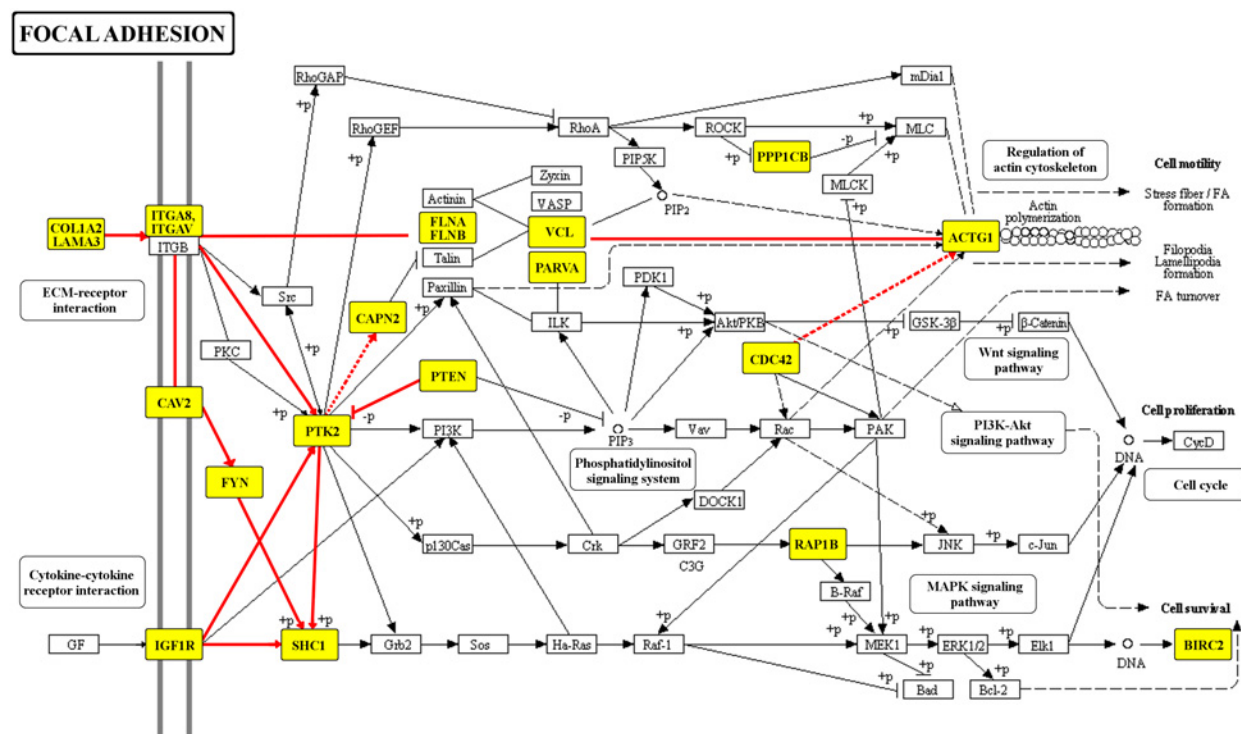 FOCAL ADHESION
RhoGAP
mDia1
+p
RhoGEF
RhoA
ROCK
+p
MLC
-p
+p
PPP1CB
+p
Regulation of
actin cytoskeleton
Cell motility
+p
PIP5K
MLCK
Zyxin
Actinin
VASP
PIP2
+p
Stress fiber / FA
formation
Actin
polymerization
COL1A2
LAMA3
ITGA8,
ITGAV
ITGB
FLNA
FLNB
VCL
ACTG1
Talin
PARVA
Filopodia
Lamellipodia
formation
ECM-receptor
interaction
Src
Paxillin
PDK1
FA turnover
+p
+p
CAPN2
ILK
+p
Akt/PKB
GSK-3β
+p
β-Catenin
PKC
+p
CDC42
Wnt signaling
pathway
PTEN
CAV2
+p
-p
-p
Cell proliferation
PTK2
PI3K
PIP3
Vav
Rac
PAK
PI3K-Akt
signaling pathway
DNA
CycD
Phosphatidylinositol
signaling system
FYN
DOCK1
Cell cycle
+p
+p
+p
p130Cas
Crk
GRF2
C3G
RAP1B
JNK
c-Jun
Cytokine-cytokine
receptor interaction
B-Raf
MAPK signaling
pathway
Cell survival
+p
+p
+p
+p
+p
+p
+p
+p
GF
IGF1R
SHC1
Grb2
Sos
Ha-Ras
Raf-1
MEK1
ERK1/2
Elk1
DNA
BIRC2
+p
+p
Bad
Bcl-2